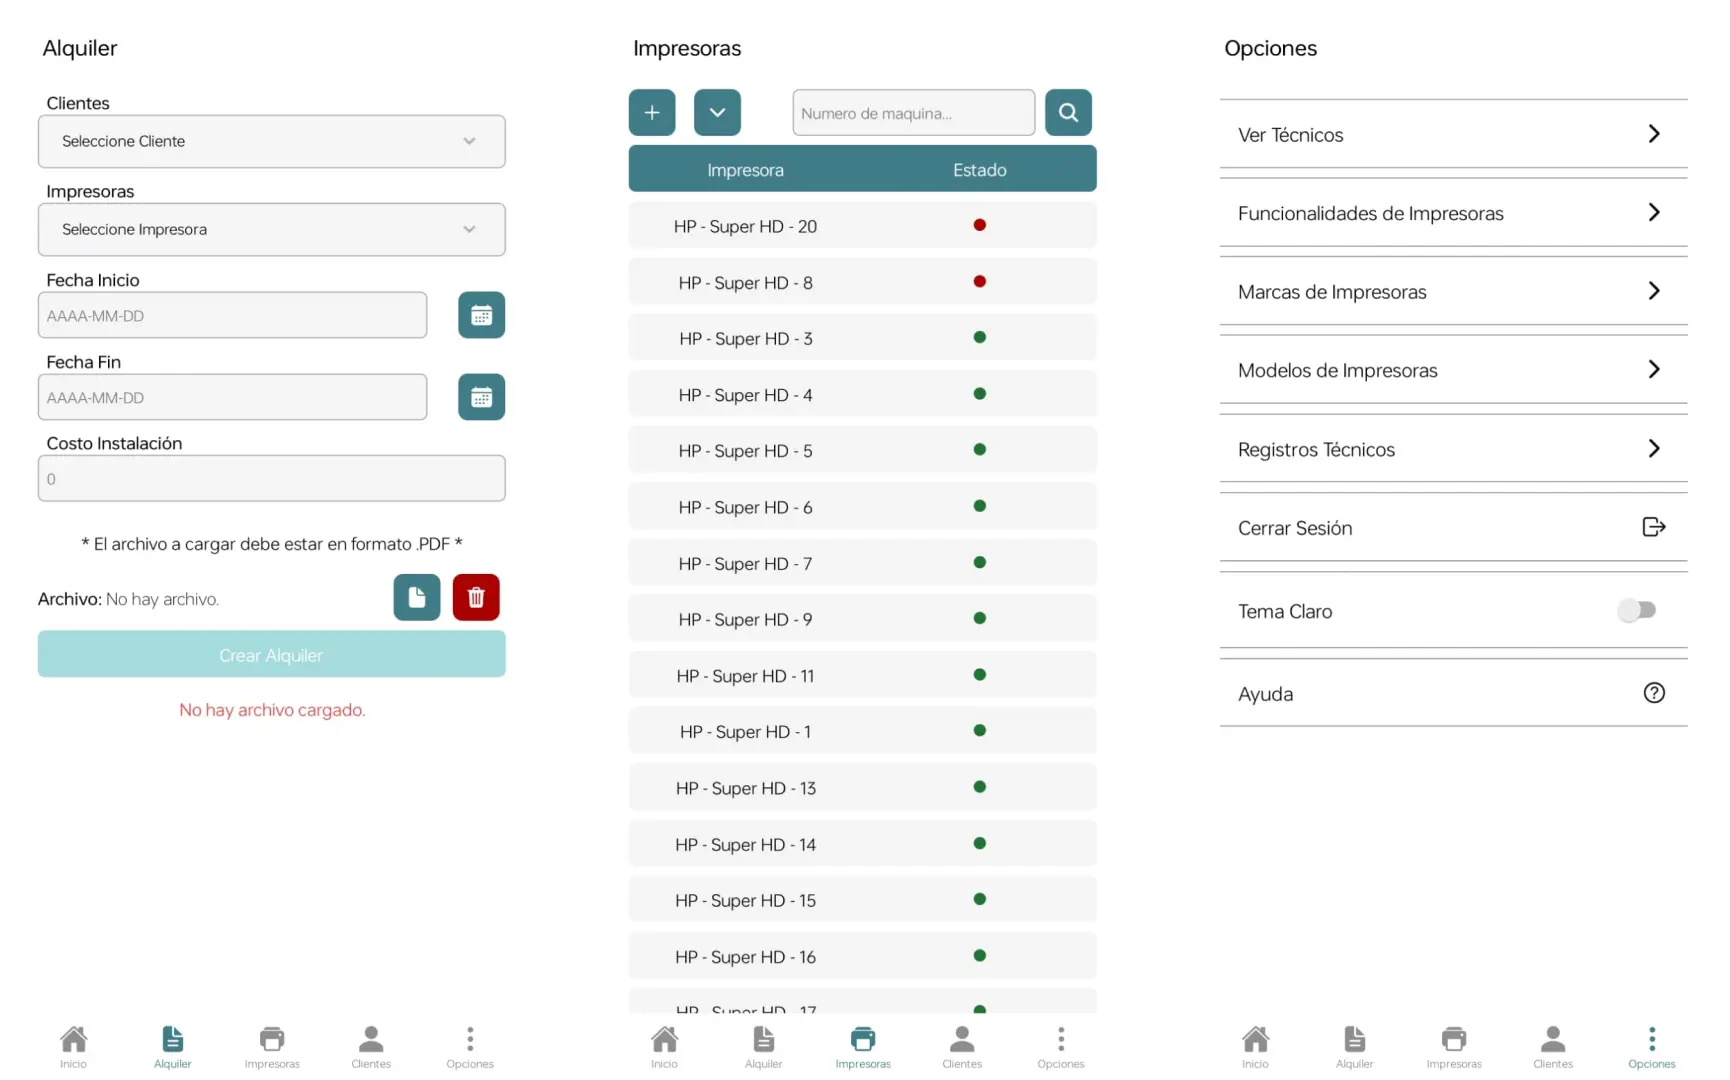 Alquiler
Clientes
Seleccione Cliente
Impresoras
Seleccione Impresora
Fecha Inicio
AAAA-MM-DD
Fecha Fin
AAAA-MM-DD
Costo Instalación
0
* El archivo a cargar debe estar en formato .PDF *
Archivo: No hay archivo.
Crear Alquiler
No hay archivo cargado.
Inicio
Alquiler
Impresoras
Clientes
Opciones
Impresoras
Numero de maquina...
Impresora Estado
HP - Super HD - 20
HP - Super HD - 8
HP - Super HD - 3
HP - Super HD - 4
HP - Super HD - 5
HP - Super HD - 6
HP - Super HD - 7
HP - Super HD - 9
HP - Super HD - 11
HP - Super HD - 1
HP - Super HD - 13
HP - Super HD - 14
HP - Super HD - 15
HP - Super HD - 16
HP - Super HD - 17
Inicio
Alquiler
Impresoras
Clientes
Opciones
Opciones
Ver Técnicos
Funcionalidades de Impresoras
Marcas de Impresoras
Modelos de Impresoras
Registros Técnicos
Cerrar Sesión
Tema Claro
Ayuda
Inicio
Alquiler
Impresoras
Clientes
Opciones